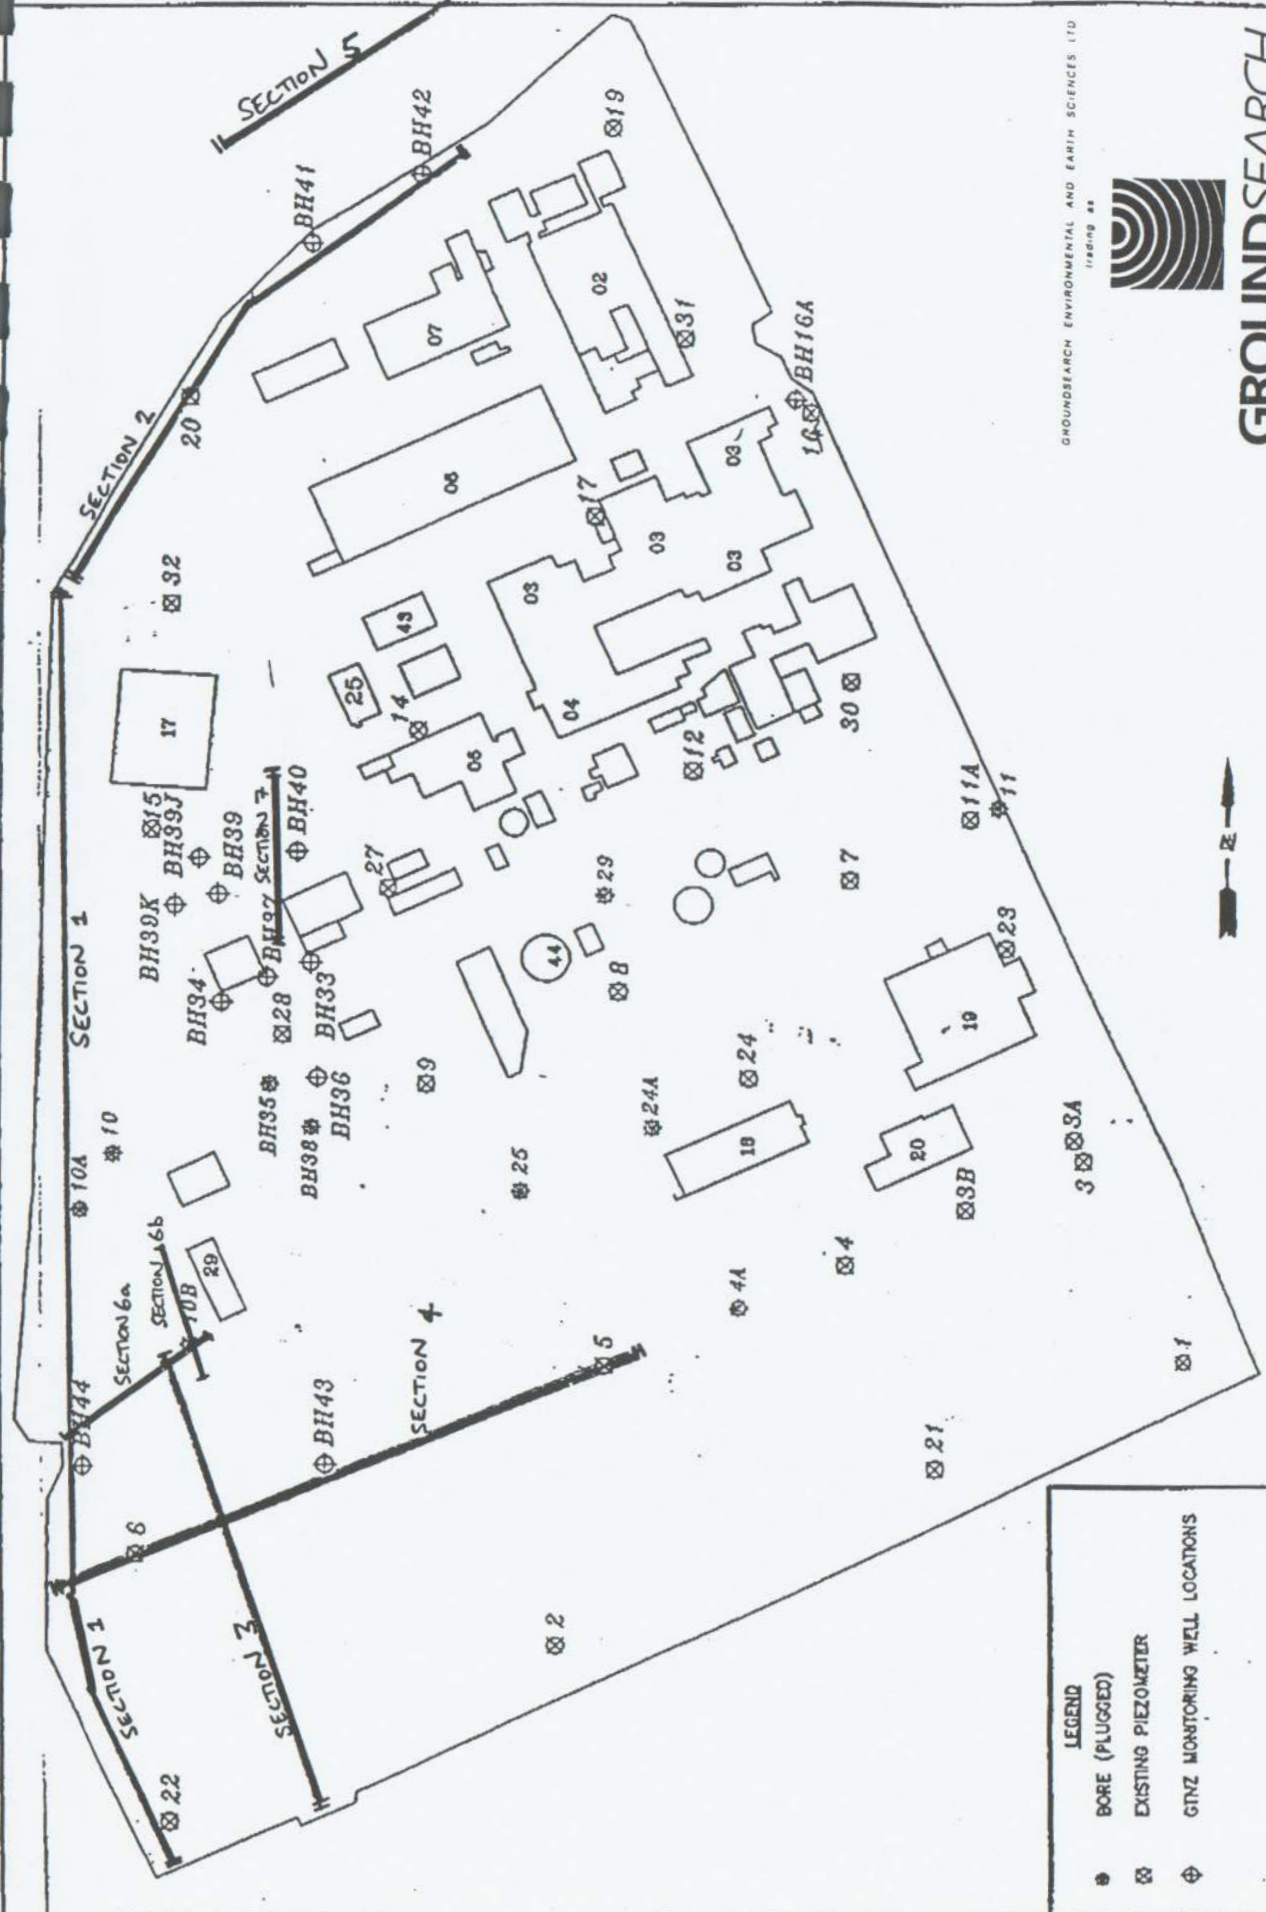 SECTION 5
BH42
19
BH41
02
07
31
SECTION 2
20
BH16A
16
03
06
17
03
03
32
03
43
25
14
04
17
05
12
30
15
BH39J
BH39
SECTION 7
BH40
27
11A
11
BH39K
29
7
SECTION 1
BH37
44
23
BH34
28
BH33
8
19
BH35
BH36
9
24
10
BH38
24A
10A
25
18
20
3A
3
3B
SECTION 6b
29
SECTION 6a
10B
4
4A
SECTION 4
5
BH44
BH43
1
6
21
SECTION 1
SECTION 3
2
22
GROUNDSEARCH ENVIRONMENTAL AND EARTH SCIENCES LTD
trading as
GROUNDSEARCH
N
LEGEND
BORE (PLUGGED)
EXISTING PIEZOMETER
GTNZ MONITORING WELL LOCATIONS